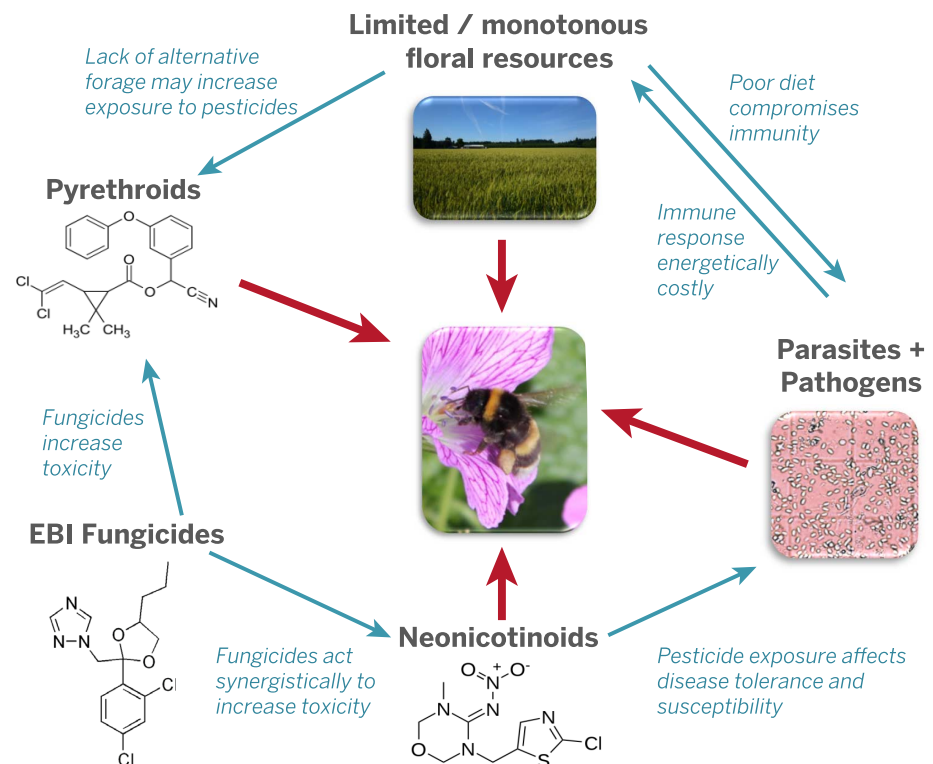 Limited / monotonous
floral resources
Lack of alternative
forage may increase
exposure to pesticides
Poor diet
compromises
immunity
Pyrethroids
O
O
O
Cl
Cl
C≡N
H₃C
CH₃
Immune
response
energetically
costly
Parasites +
Pathogens
Fungicides
increase
toxicity
EBI Fungicides
N
N
N
O
O
Cl
Cl
Fungicides act
synergistically to
increase toxicity
Neonicotinoids
O
N⁺
O⁻
N
N
N
O
N
S
Cl
Pesticide exposure affects
disease tolerance and
susceptibility